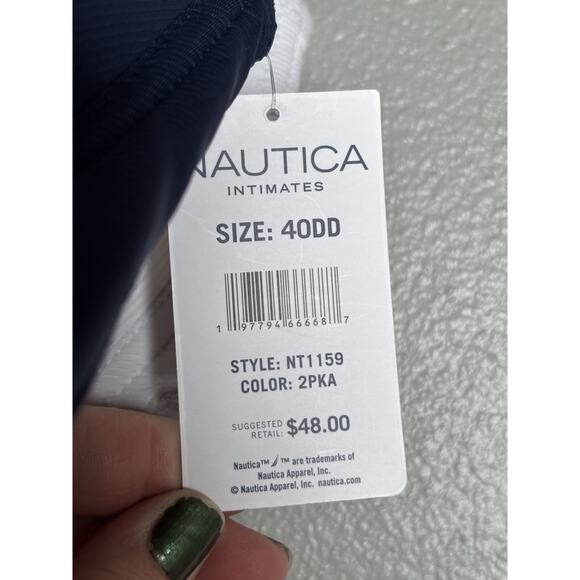 NAUTICA
INTIMATES
SIZE: 40DD
1 97794 66668 7
STYLE: NT1159
COLOR: 2PKA
SUGGESTED RETAIL: $48.00
Nautica™ ™ are trademarks of
Nautica Apparel, Inc.
© Nautica Apparel, Inc. nautica.com